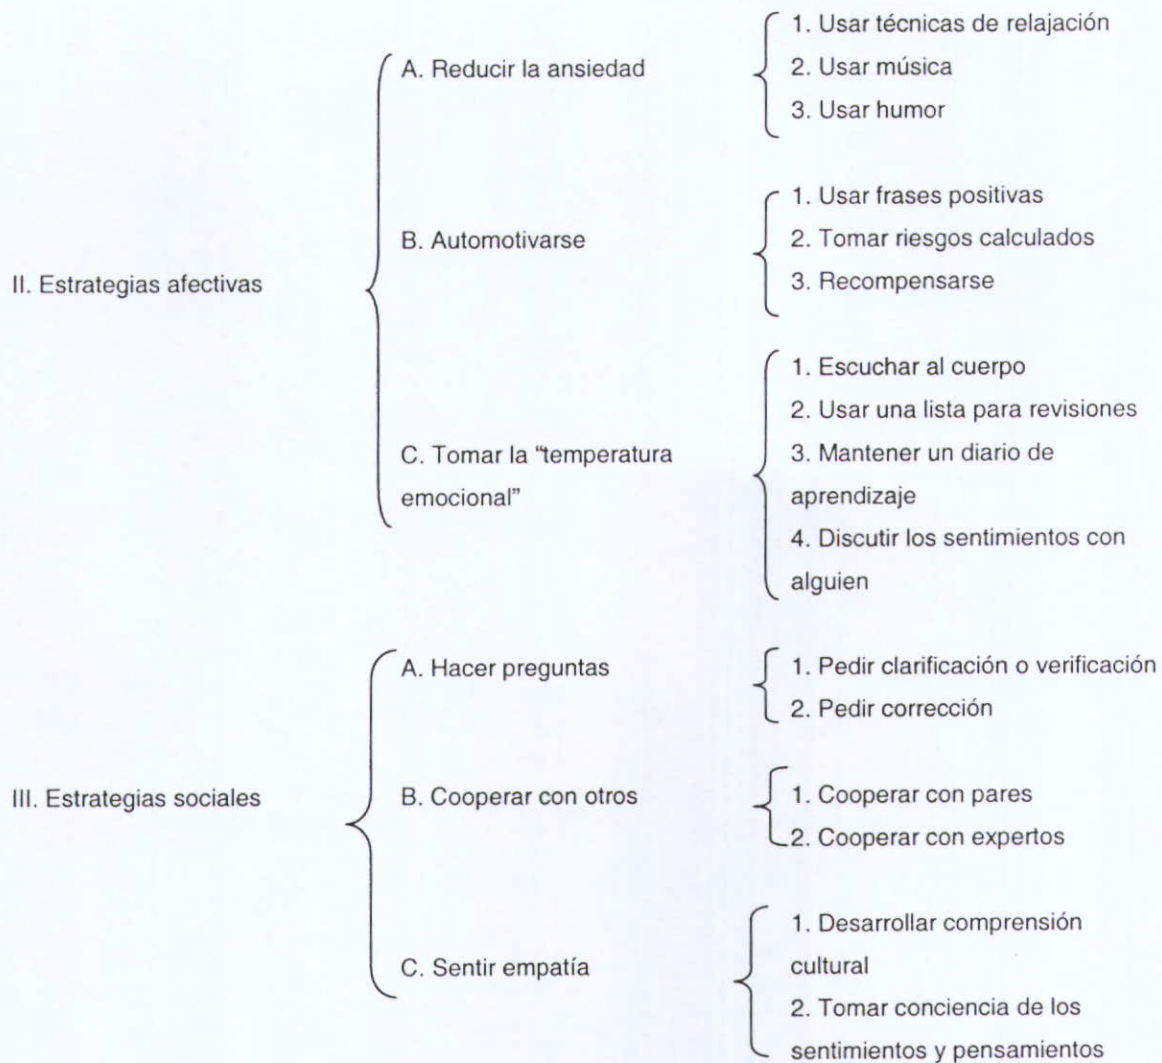 II. Estrategias afectivas
A. Reducir la ansiedad
1. Usar técnicas de relajación
2. Usar música
3. Usar humor
B. Automotivarse
1. Usar frases positivas
2. Tomar riesgos calculados
3. Recompensarse
C. Tomar la “temperatura
emocional”
1. Escuchar al cuerpo
2. Usar una lista para revisiones
3. Mantener un diario de
aprendizaje
4. Discutir los sentimientos con
alguien
III. Estrategias sociales
A. Hacer preguntas
1. Pedir clarificación o verificación
2. Pedir corrección
B. Cooperar con otros
1. Cooperar con pares
2. Cooperar con expertos
C. Sentir empatía
1. Desarrollar comprensión
cultural
2. Tomar conciencia de los
sentimientos y pensamientos